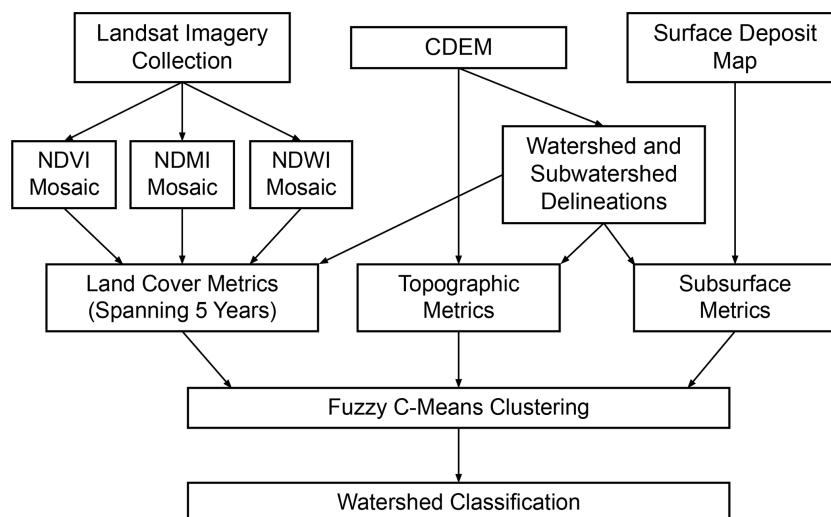 Landsat Imagery
Collection
CDEM
Surface Deposit
Map
NDVI
Mosaic
NDMI
Mosaic
NDWI
Mosaic
Watershed and
Subwatershed
Delineations
Land Cover Metrics
(Spanning 5 Years)
Topographic
Metrics
Subsurface
Metrics
Fuzzy C-Means Clustering
Watershed Classification